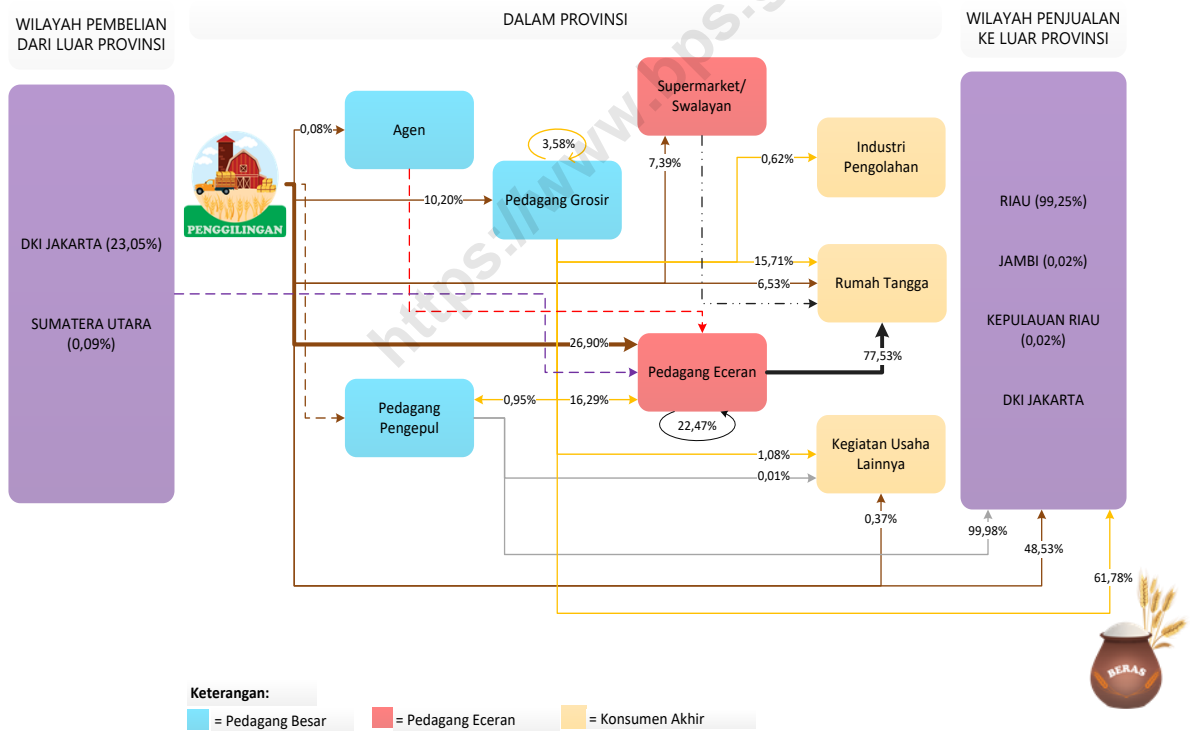 WILAYAH PEMBELIAN
DARI LUAR PROVINSI
DALAM PROVINSI
WILAYAH PENJUALAN
KE LUAR PROVINSI
DKI JAKARTA (23,05%)
SUMATERA UTARA
(0,09%)
PENGGILINGAN
0,08%
Agen
10,20%
3,58%
Pedagang Grosir
Supermarket/
Swalayan
7,39%
0,62%
Industri
Pengolahan
15,71%
6,53%
Rumah Tangga
26,90%
Pedagang Eceran
77,53%
Pedagang
Pengepul
0,95%
16,29%
22,47%
1,08%
0,01%
Kegiatan Usaha
Lainnya
0,37%
99,98%
48,53%
61,78%
RIAU (99,25%)
JAMBI (0,02%)
KEPULAUAN RIAU
(0,02%)
DKI JAKARTA
BERAS
https://www.bps.g
Keterangan:
= Pedagang Besar
= Pedagang Eceran
= Konsumen Akhir